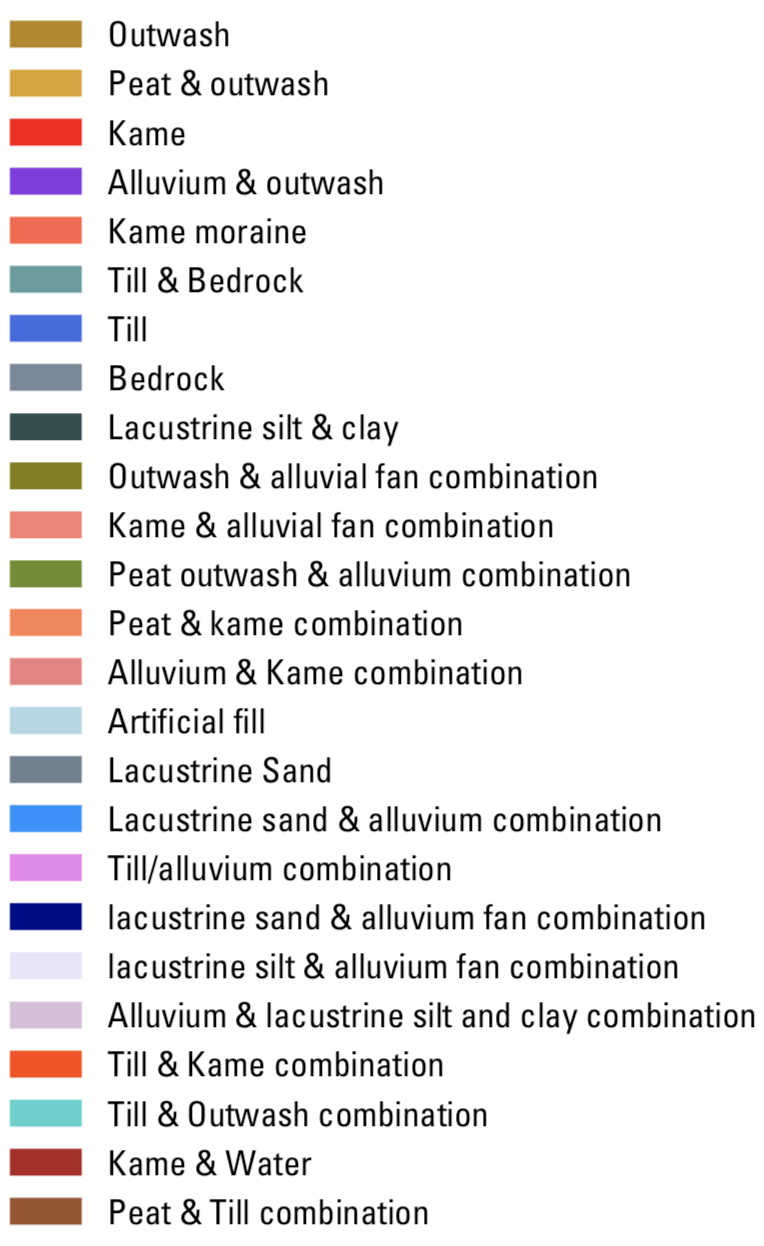 Outwash
Peat & outwash
Kame
Alluvium & outwash
Kame moraine
Till & Bedrock
Till
Bedrock
Lacustrine silt & clay
Outwash & alluvial fan combination
Kame & alluvial fan combination
Peat outwash & alluvium combination
Peat & kame combination
Alluvium & Kame combination
Artificial fill
Lacustrine Sand
Lacustrine sand & alluvium combination
Till/alluvium combination
lacustrine sand & alluvium fan combination
lacustrine silt & alluvium fan combination
Alluvium & lacustrine silt and clay combination
Till & Kame combination
Till & Outwash combination
Kame & Water
Peat & Till combination